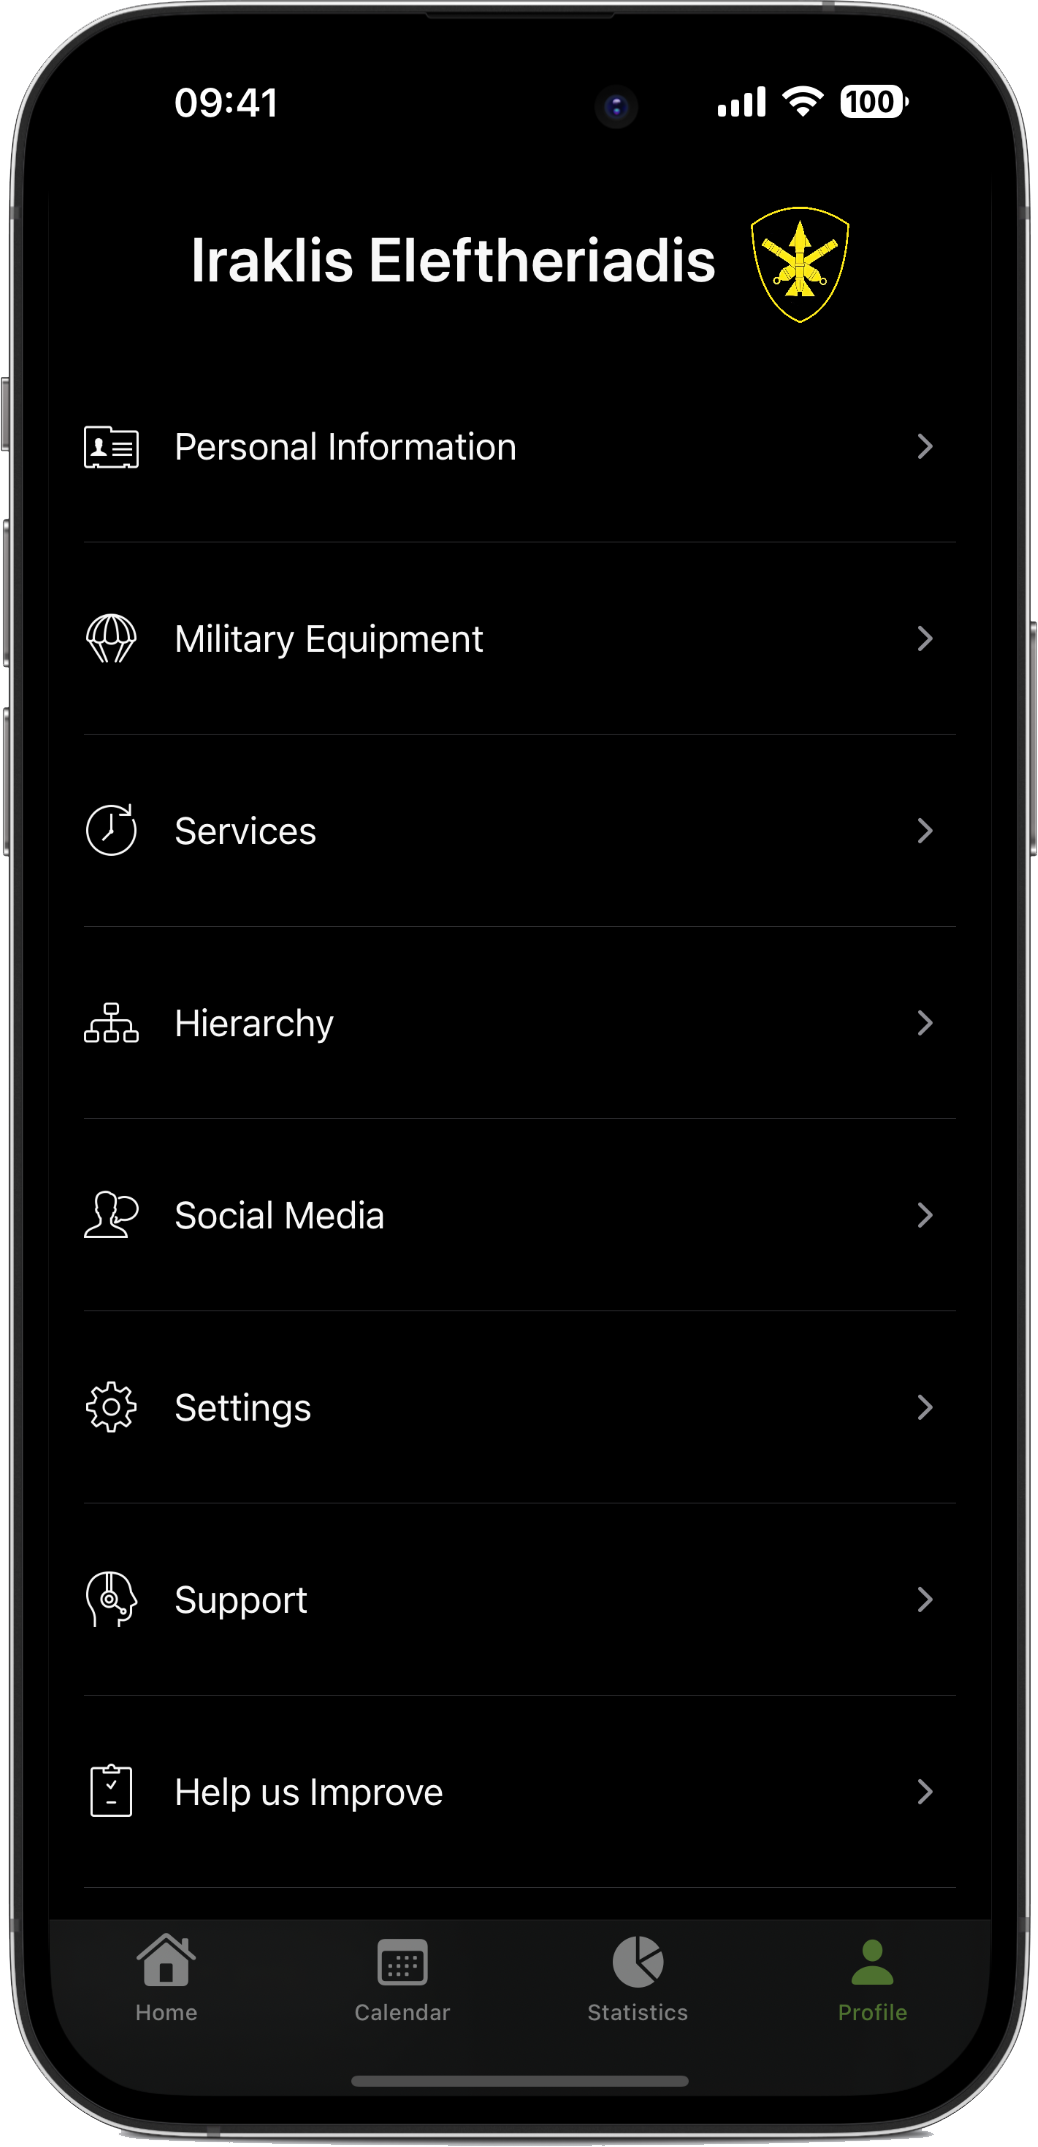 09:41
100
Iraklis Eleftheriadis
Personal Information
Military Equipment
Services
Hierarchy
Social Media
Settings
Support
Help us Improve
Home
Calendar
Statistics
Profile